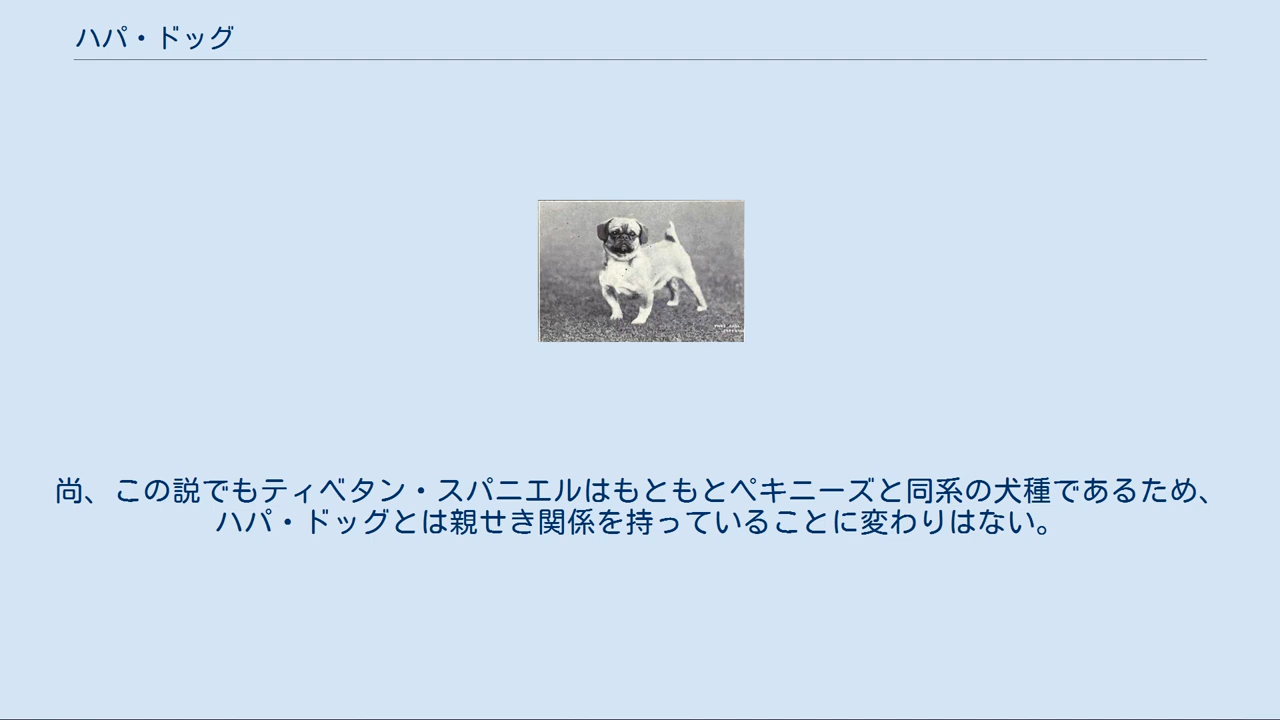 ハパ・ドッグ
尚、この説でもティベタン・スパニエルはもともとペキニーズと同系の犬種であるため、
ハパ・ドッグとは親せき関係を持っていることに変わりはない。